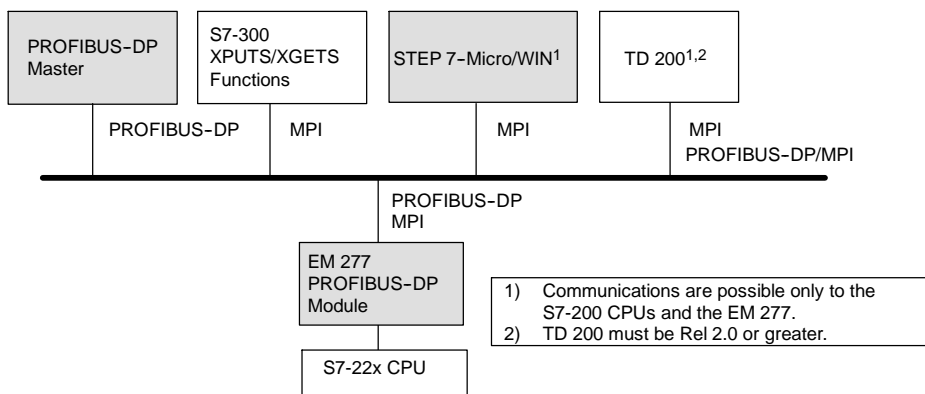 PROFIBUS-DP
Master
S7-300
XPUTS/XGETS
Functions
STEP 7-Micro/WIN¹
TD 200¹,²
PROFIBUS-DP
MPI
MPI
MPI
PROFIBUS-DP/MPI
PROFIBUS-DP
MPI
EM 277
PROFIBUS-DP
Module
S7-22x CPU
1) Communications are possible only to the
S7-200 CPUs and the EM 277.
2) TD 200 must be Rel 2.0 or greater.